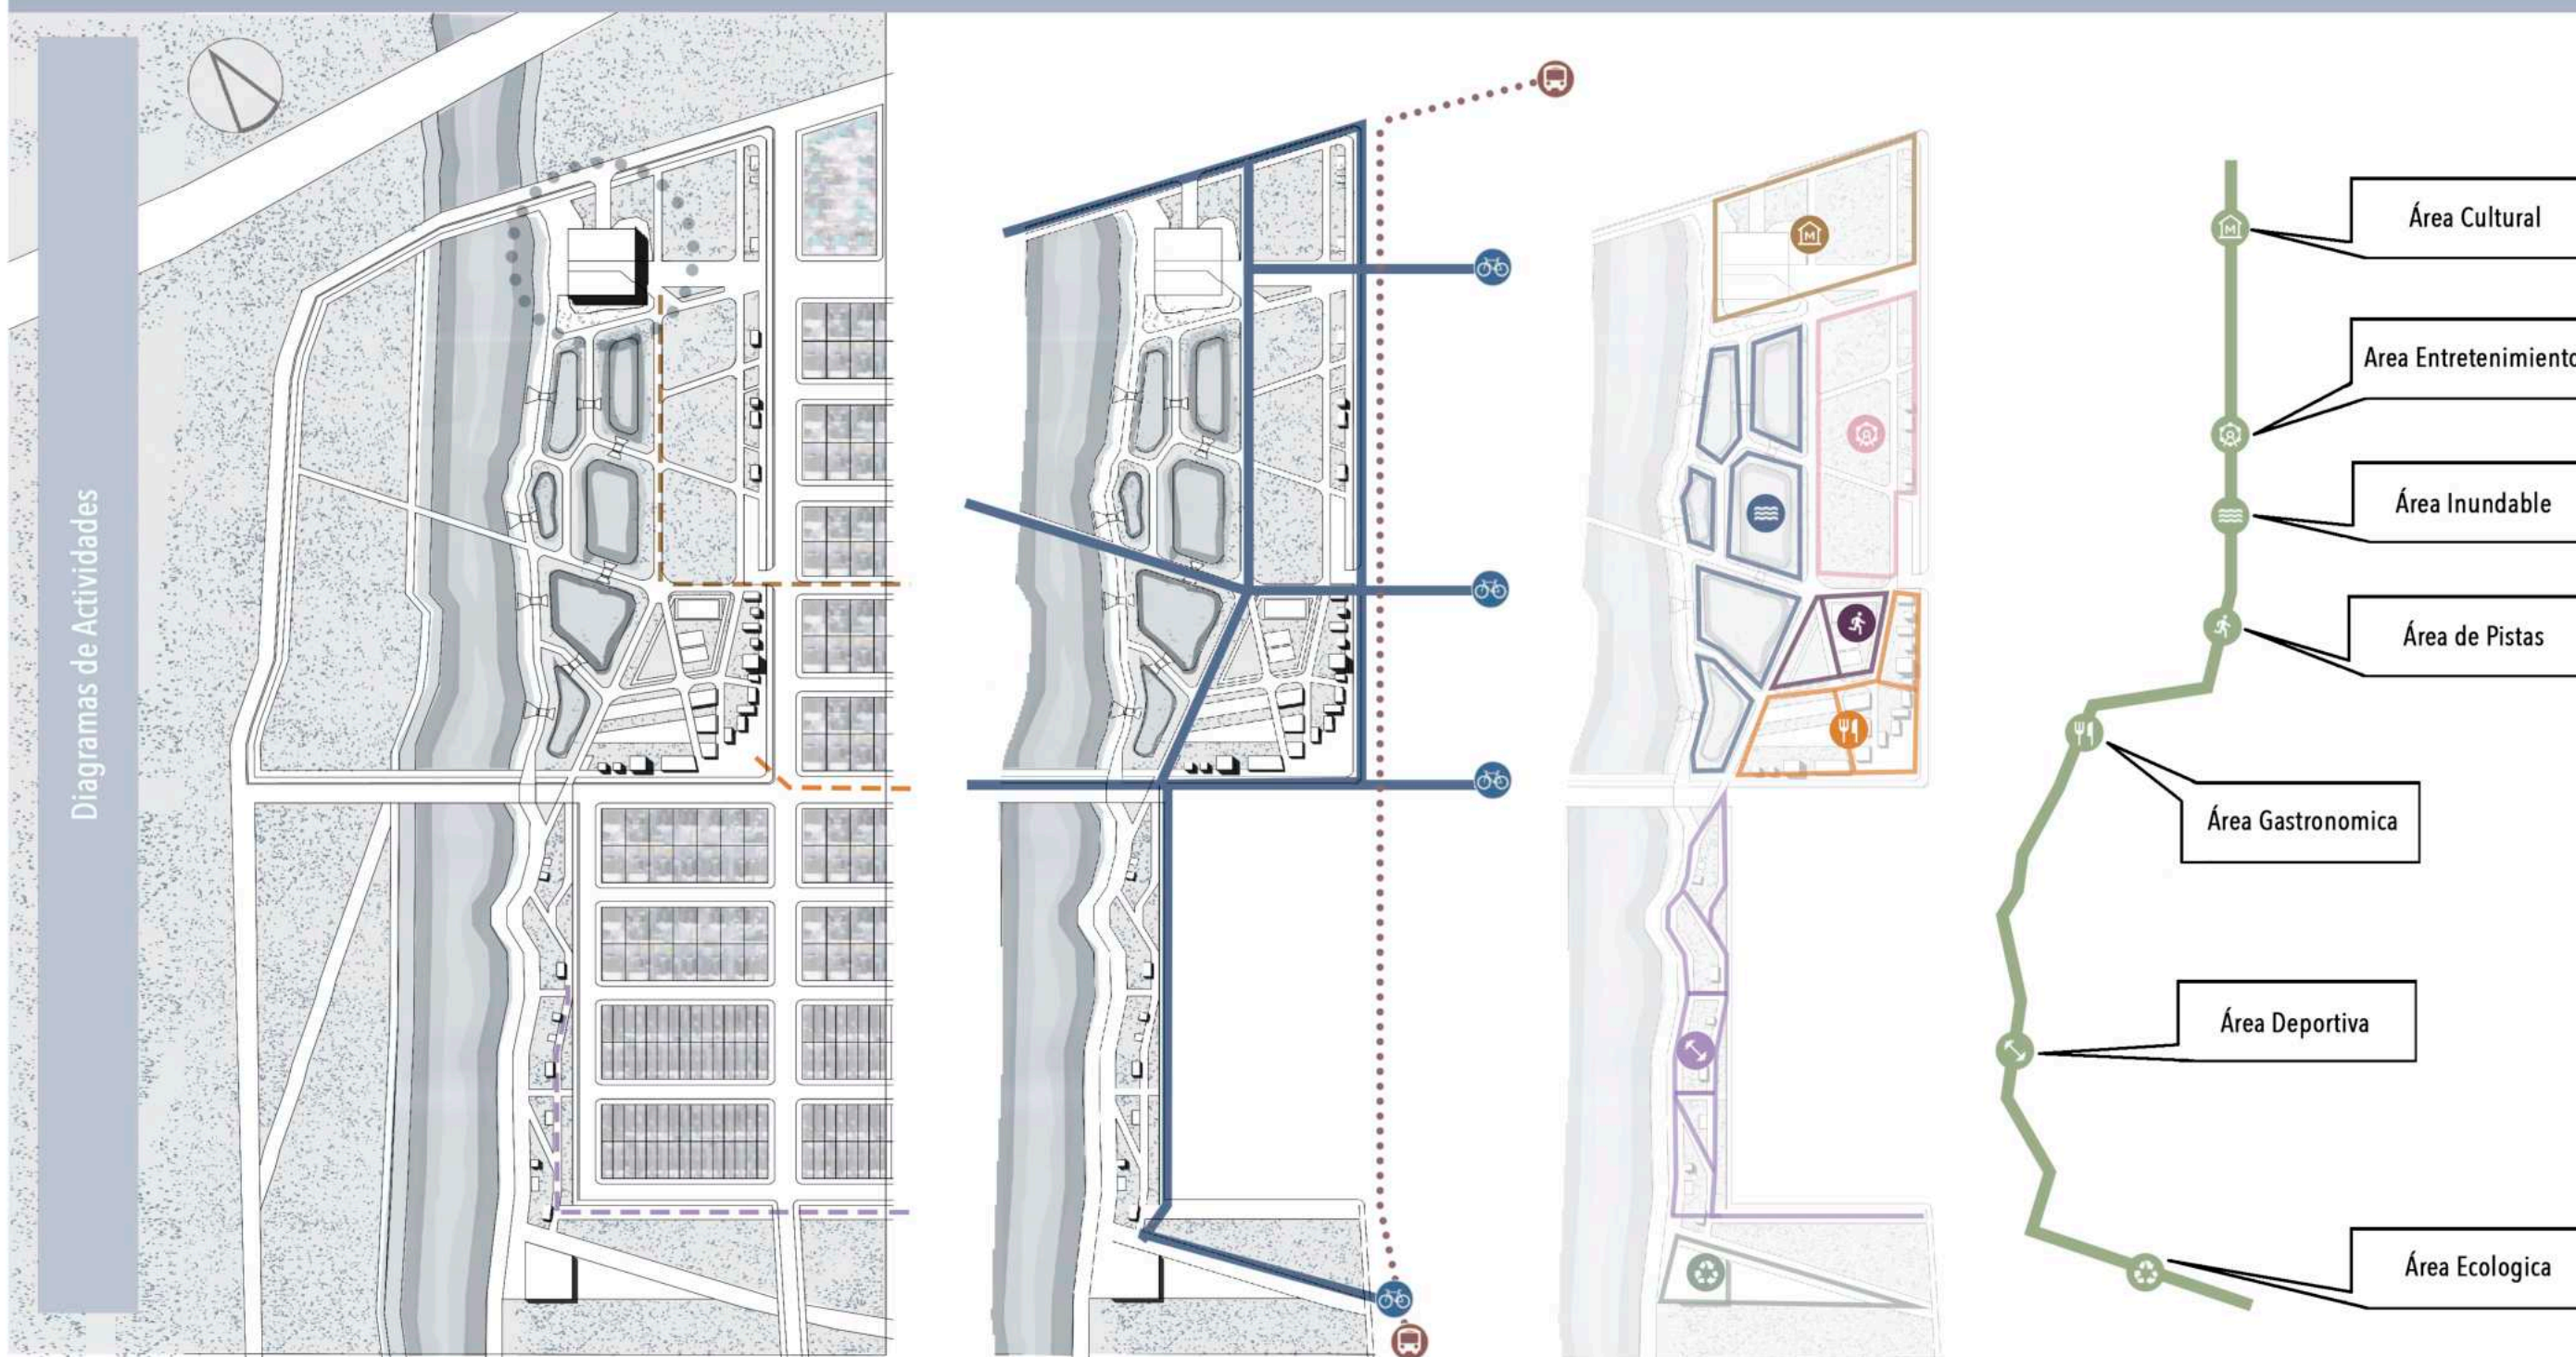 Diagramas de Actividades
Área Cultural
Area Entretenimiento
Área Inundable
Área de Pistas
Área Gastronomica
Área Deportiva
Área Ecologica